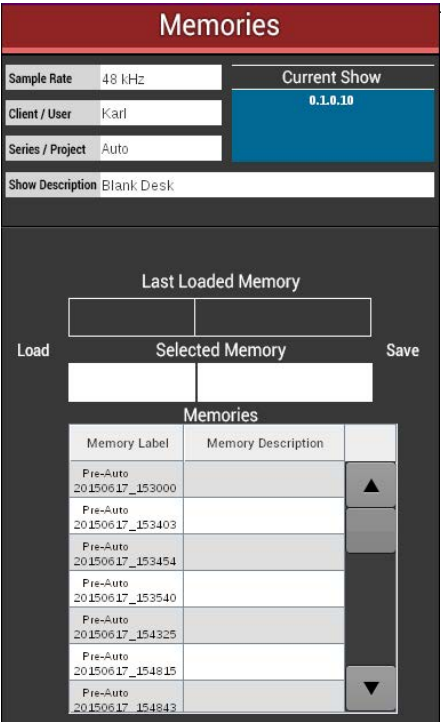 Memories
Sample Rate 48 kHz
Current Show
0.1.0.10
Client / User Karl
Series / Project Auto
Show Description Blank Desk
Last Loaded Memory
Load Selected Memory Save
Memories
Memory Label Memory Description
Pre-Auto
20150617_153000
Pre-Auto
20150617_153403
Pre-Auto
20150617_153454
Pre-Auto
20150617_153540
Pre-Auto
20150617_154325
Pre-Auto
20150617_154815
Pre-Auto
20150617_154843